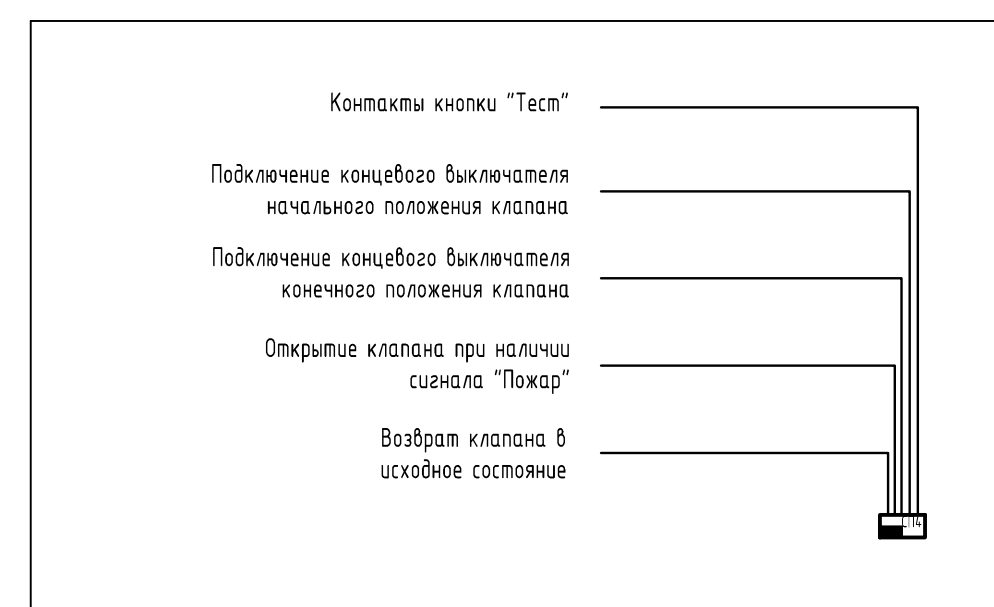 Контакты кнопки "Тест"
Подключение концевого выключателя
начального положения клапана
Подключение концевого выключателя
конечного положения клапана
Открытие клапана при наличии
сигнала "Пожар"
Возврат клапана в
исходное состояние